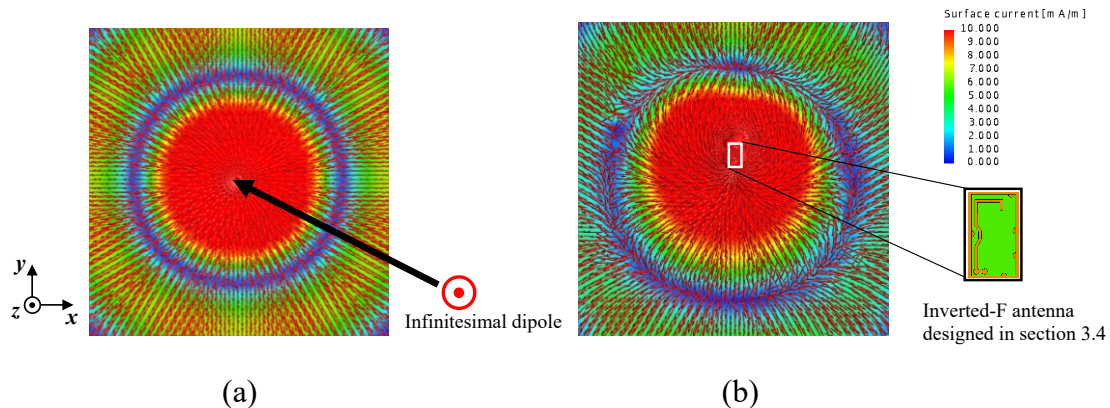 Surface current [mA/m]
10.000
9.000
8.000
7.000
6.000
5.000
4.000
3.000
2.000
1.000
0.000
y
z
x
Infinitesimal dipole
Inverted-F antenna
designed in section 3.4
(a)
(b)